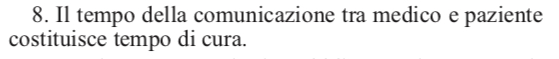 8. Il tempo della comunicazione tra medico e paziente
costituisce tempo di cura.